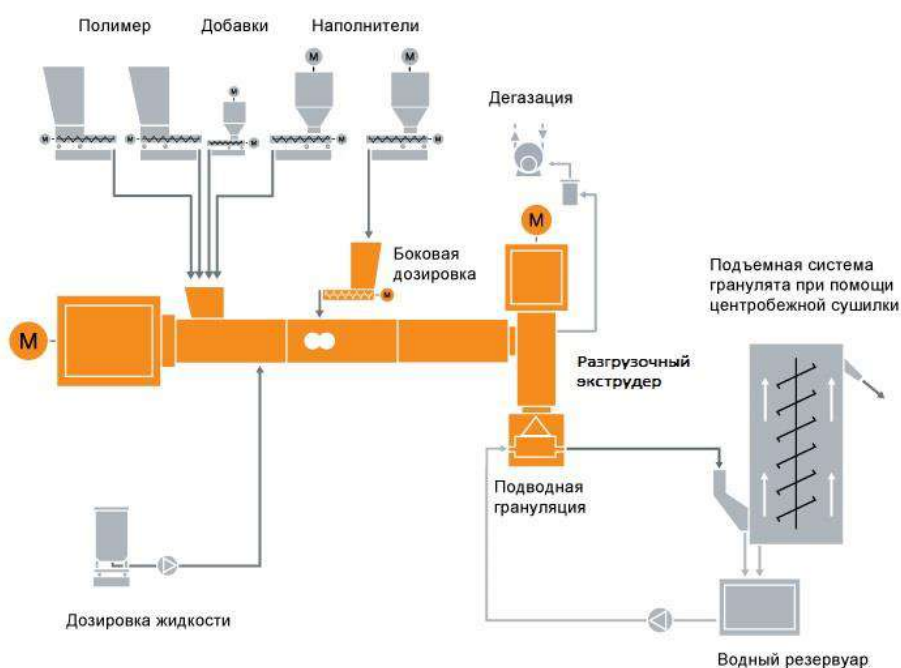 Полимер
Добавки
Наполнители
M
M
M
M
M
M
M
M
Дегазация
M
Боковая
дозировка
M
Подъемная система
гранулята при помощи
центробежной сушилки
M
Разгрузочный
экструдер
Подводная
грануляция
Дозировка жидкости
Водный резервуар